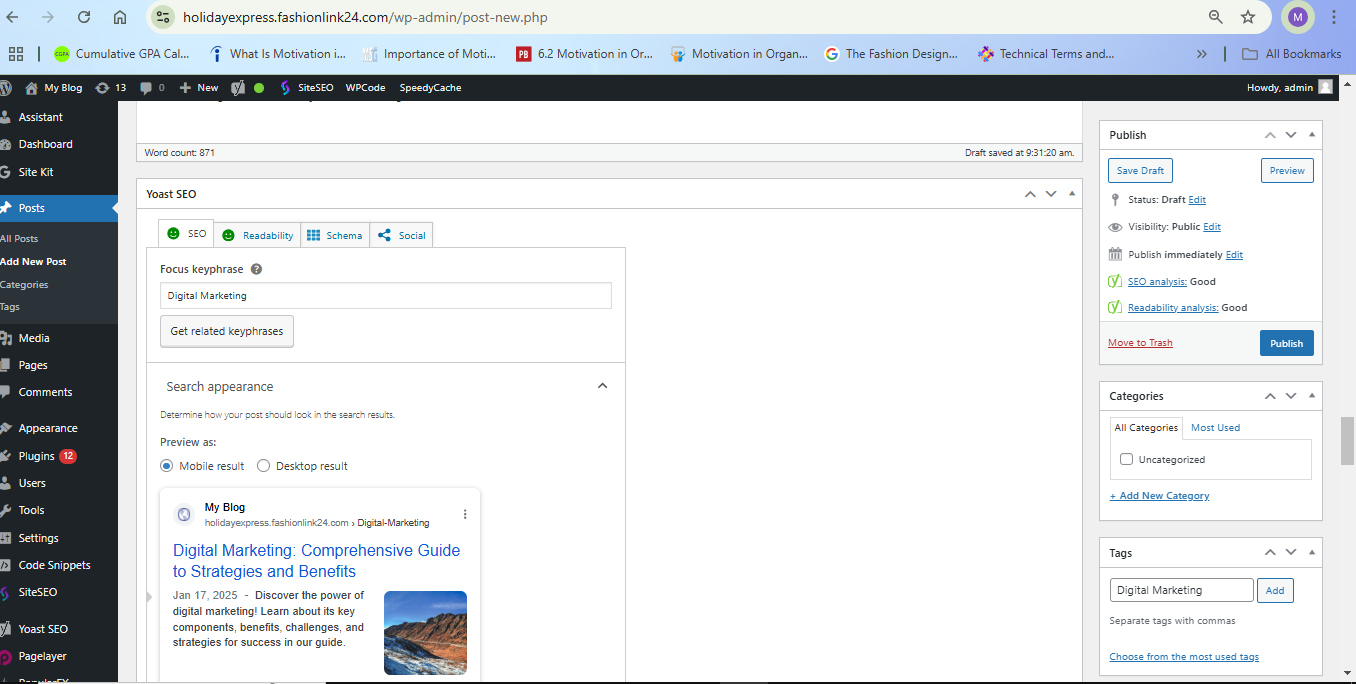 holidayexpress.fashionlink24.com/wp-admin/post-new.php
M
CGPA Cumulative GPA Cal...
What Is Motivation i...
Importance of Moti...
PB 6.2 Motivation in Or...
Motivation in Organ...
The Fashion Design...
Technical Terms and...
»
All Bookmarks
My Blog 13 0 New SiteSEO WPCode SpeedyCache Howdy, admin
Assistant
Dashboard
Site Kit
Posts
All Posts
Add New Post
Categories
Tags
Media
Pages
Comments
Appearance
Plugins 12
Users
Tools
Settings
Code Snippets
SiteSEO
Yoast SEO
Pagelayer
Word count: 871
Draft saved at 9:31:20 am.
Yoast SEO
SEO Readability Schema Social
Focus keyphrase ?
Digital Marketing
Get related keyphrases
Search appearance
Determine how your post should look in the search results.
Preview as:
Mobile result Desktop result
My Blog
holidayexpress.fashionlink24.com › Digital-Marketing
Digital Marketing: Comprehensive Guide
to Strategies and Benefits
Jan 17, 2025 - Discover the power of
digital marketing! Learn about its key
components, benefits, challenges, and
strategies for success in our guide.
Publish
Save Draft Preview
Status: Draft Edit
Visibility: Public Edit
Publish immediately Edit
SEO analysis: Good
Readability analysis: Good
Move to Trash Publish
Categories
All Categories Most Used
Uncategorized
+ Add New Category
Tags
Digital Marketing Add
Separate tags with commas
Choose from the most used tags